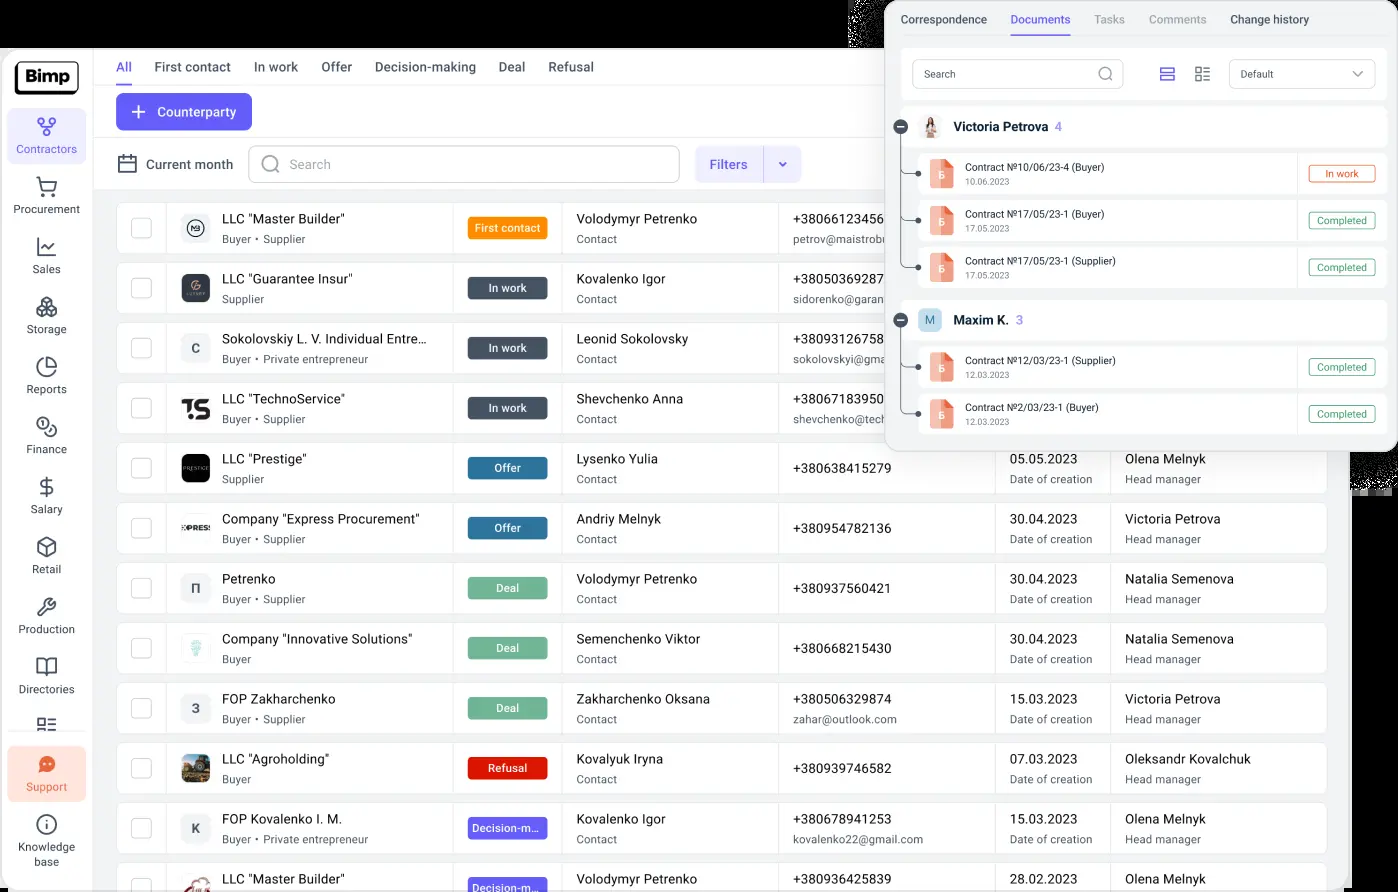 Bimp
Contractors
Procurement
Sales
Storage
Reports
Finance
Salary
Retail
Production
Directories
Support
Knowledge
base
All First contact In work Offer Decision-making Deal Refusal
+ Counterparty
Current month Search Filters
LLC "Master Builder" First contact Volodymyr Petrenko +38066123456
Buyer • Supplier Contact petrov@maistrobu
LLC "Guarantee Insur" In work Kovalenko Igor +38050369287
Supplier Contact sidorenko@garan
C Sokolovskiy L. V. Individual Entre... In work Leonid Sokolovsky +38093126758
Buyer • Private entrepreneur Contact sokolovskyi@gma
TS LLC "TechnoService" In work Shevchenko Anna +38067183950
Buyer • Supplier Contact shevchenko@tec
PRESTIGE LLC "Prestige" Offer Lysenko Yulia +380638415279 05.05.2023 Olena Melnyk
Supplier Contact Date of creation Head manager
Company "Express Procurement" Offer Andriy Melnyk +380954782136 30.04.2023 Victoria Petrova
Buyer • Supplier Contact Date of creation Head manager
П Petrenko Deal Volodymyr Petrenko +380937560421 30.04.2023 Natalia Semenova
Buyer • Supplier Contact Date of creation Head manager
Company "Innovative Solutions" Deal Semenchenko Viktor +380668215430 30.04.2023 Natalia Semenova
Buyer Contact Date of creation Head manager
З FOP Zakharchenko Deal Zakharchenko Oksana +380506329874 15.03.2023 Victoria Petrova
Buyer • Supplier Contact zahar@outlook.com Date of creation Head manager
LLC "Agroholding" Refusal Kovalyuk Iryna +380939746582 07.03.2023 Oleksandr Kovalchuk
Buyer Contact Date of creation Head manager
K FOP Kovalenko I. M. Decision-m... Kovalenko Igor +380678941253 15.03.2023 Olena Melnyk
Buyer • Private entrepreneur Contact kovalenko22@gmail.com Date of creation Head manager
LLC "Master Builder" Decision-m... Volodymyr Petrenko +380936425839 28.02.2023 Olena Melnyk
Correspondence Documents Tasks Comments Change history
Search Default
Victoria Petrova 4
Б Contract №10/06/23-4 (Buyer) In work
10.06.2023
Б Contract №17/05/23-1 (Buyer) Completed
17.05.2023
Б Contract №17/05/23-1 (Supplier) Completed
17.05.2023
M Maxim K. 3
Б Contract №12/03/23-1 (Supplier) Completed
12.03.2023
Б Contract №2/03/23-1 (Buyer) Completed
12.03.2023